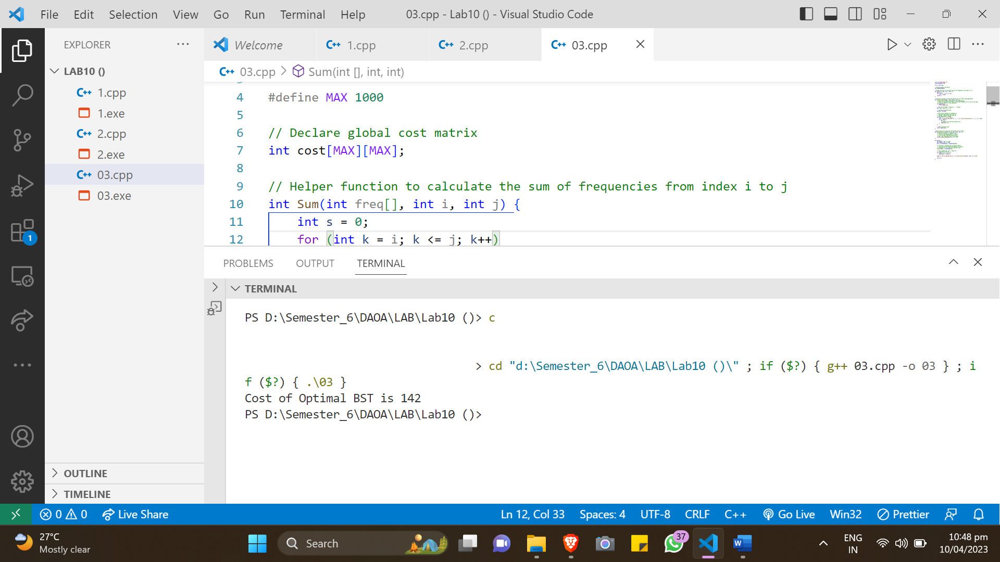 File Edit Selection View Go Run Terminal Help 03.cpp - Lab10 () - Visual Studio Code
EXPLORER
LAB10 ()
C++ 1.cpp
1.exe
C++ 2.cpp
2.exe
C++ 03.cpp
03.exe
OUTLINE
TIMELINE
1
Welcome C++ 1.cpp C++ 2.cpp C++ 03.cpp
C++ 03.cpp > Sum(int [], int, int)
4 #define MAX 1000
5
6 // Declare global cost matrix
7 int cost[MAX][MAX];
8
9 // Helper function to calculate the sum of frequencies from index i to j
10 int Sum(int freq[], int i, int j) {
11 int s = 0;
12 for (int k = i; k <= j; k++)
PROBLEMS OUTPUT TERMINAL
TERMINAL
PS D:\Semester_6\DAOA\LAB\Lab10 ()> c
> cd "d:\Semester_6\DAOA\LAB\Lab10 ()\" ; if ($?) { g++ 03.cpp -o 03 } ; i
f ($?) { .\03 }
Cost of Optimal BST is 142
PS D:\Semester_6\DAOA\LAB\Lab10 ()>
0 0 Live Share Ln 12, Col 33 Spaces: 4 UTF-8 CRLF C++ Go Live Win32 Prettier
27°C
Mostly clear
Search
37
W
ENG
IN
10:48 pm
10/04/2023